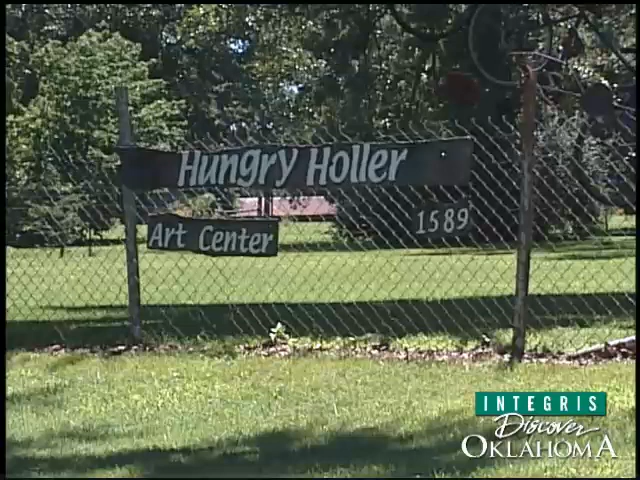 Hungry Holler
1589
Art Center
INTEGRIS
Discover
OKLAHOMA